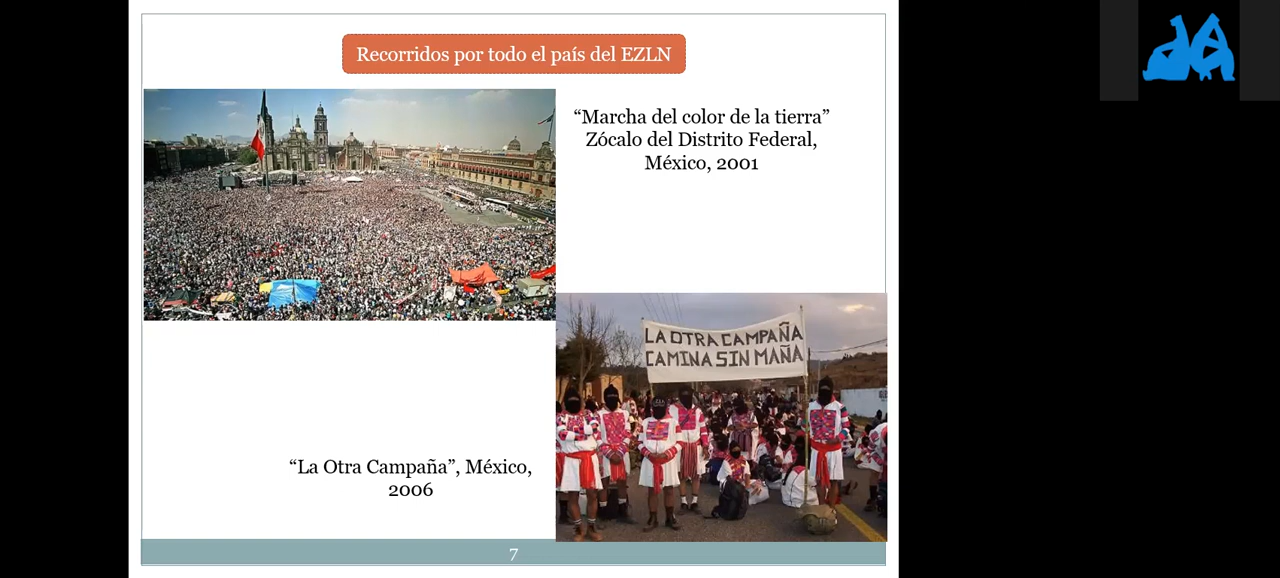 Recorridos por todo el país del EZLN
“Marcha del color de la tierra”
Zócalo del Distrito Federal,
México, 2001
LA OTRA CAMPAÑA
CAMINA SIN MAÑA
“La Otra Campaña”, México,
2006
7